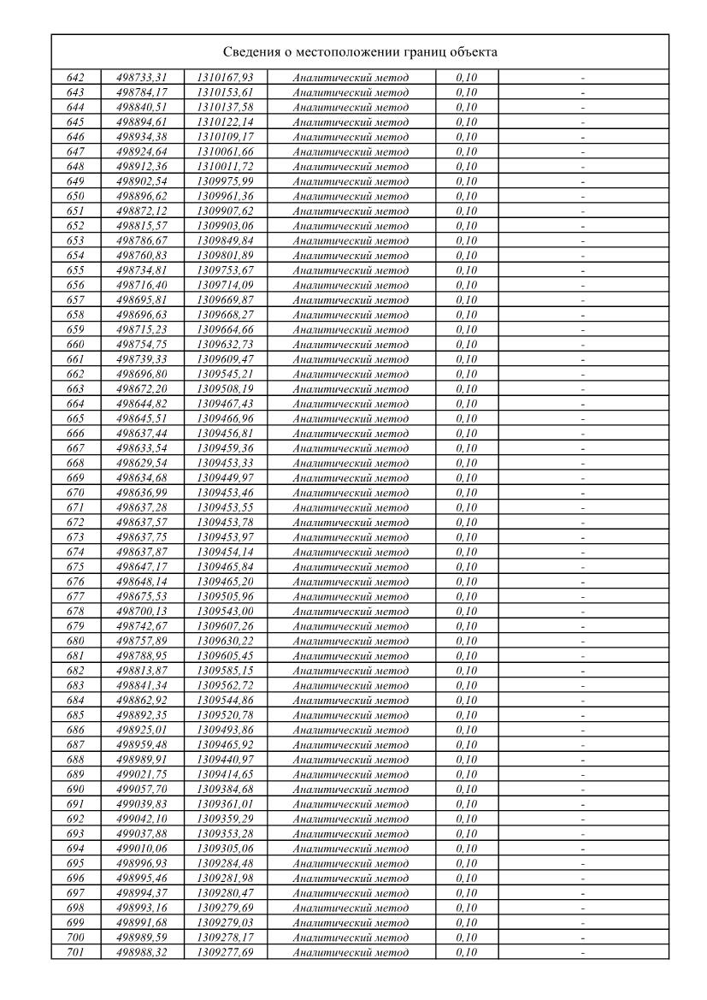 Сведения о местоположении границ объекта
642 498733,31 1310167,93 Аналитический метод 0,10 -
643 498784,17 1310153,61 Аналитический метод 0,10 -
644 498840,51 1310137,58 Аналитический метод 0,10 -
645 498894,61 1310122,14 Аналитический метод 0,10 -
646 498934,38 1310109,17 Аналитический метод 0,10 -
647 498924,64 1310061,66 Аналитический метод 0,10 -
648 498912,36 1310011,72 Аналитический метод 0,10 -
649 498902,54 1309975,99 Аналитический метод 0,10 -
650 498896,62 1309961,36 Аналитический метод 0,10 -
651 498872,12 1309907,62 Аналитический метод 0,10 -
652 498815,57 1309903,06 Аналитический метод 0,10 -
653 498786,67 1309849,84 Аналитический метод 0,10 -
654 498760,83 1309801,89 Аналитический метод 0,10 -
655 498734,81 1309753,67 Аналитический метод 0,10 -
656 498716,40 1309714,09 Аналитический метод 0,10 -
657 498695,81 1309669,87 Аналитический метод 0,10 -
658 498696,63 1309668,27 Аналитический метод 0,10 -
659 498715,23 1309664,66 Аналитический метод 0,10 -
660 498754,75 1309632,73 Аналитический метод 0,10 -
661 498739,33 1309609,47 Аналитический метод 0,10 -
662 498696,80 1309545,21 Аналитический метод 0,10 -
663 498672,20 1309508,19 Аналитический метод 0,10 -
664 498644,82 1309467,43 Аналитический метод 0,10 -
665 498645,51 1309466,96 Аналитический метод 0,10 -
666 498637,44 1309456,81 Аналитический метод 0,10 -
667 498633,54 1309459,36 Аналитический метод 0,10 -
668 498629,54 1309453,33 Аналитический метод 0,10 -
669 498634,68 1309449,97 Аналитический метод 0,10 -
670 498636,99 1309453,46 Аналитический метод 0,10 -
671 498637,28 1309453,55 Аналитический метод 0,10 -
672 498637,57 1309453,78 Аналитический метод 0,10 -
673 498637,75 1309453,97 Аналитический метод 0,10 -
674 498637,87 1309454,14 Аналитический метод 0,10 -
675 498647,17 1309465,84 Аналитический метод 0,10 -
676 498648,14 1309465,20 Аналитический метод 0,10 -
677 498675,53 1309505,96 Аналитический метод 0,10 -
678 498700,13 1309543,00 Аналитический метод 0,10 -
679 498742,67 1309607,26 Аналитический метод 0,10 -
680 498757,89 1309630,22 Аналитический метод 0,10 -
681 498788,95 1309605,45 Аналитический метод 0,10 -
682 498813,87 1309585,15 Аналитический метод 0,10 -
683 498841,34 1309562,72 Аналитический метод 0,10 -
684 498862,92 1309544,86 Аналитический метод 0,10 -
685 498892,35 1309520,78 Аналитический метод 0,10 -
686 498925,01 1309493,86 Аналитический метод 0,10 -
687 498959,48 1309465,92 Аналитический метод 0,10 -
688 498989,91 1309440,97 Аналитический метод 0,10 -
689 499021,75 1309414,65 Аналитический метод 0,10 -
690 499057,70 1309384,68 Аналитический метод 0,10 -
691 499039,83 1309361,01 Аналитический метод 0,10 -
692 499042,10 1309359,29 Аналитический метод 0,10 -
693 499037,88 1309353,28 Аналитический метод 0,10 -
694 499010,06 1309305,06 Аналитический метод 0,10 -
695 498996,93 1309284,48 Аналитический метод 0,10 -
696 498995,46 1309281,98 Аналитический метод 0,10 -
697 498994,37 1309280,47 Аналитический метод 0,10 -
698 498993,16 1309279,69 Аналитический метод 0,10 -
699 498991,68 1309279,03 Аналитический метод 0,10 -
700 498989,59 1309278,17 Аналитический метод 0,10 -
701 498988,32 1309277,69 Аналитический метод 0,10 -